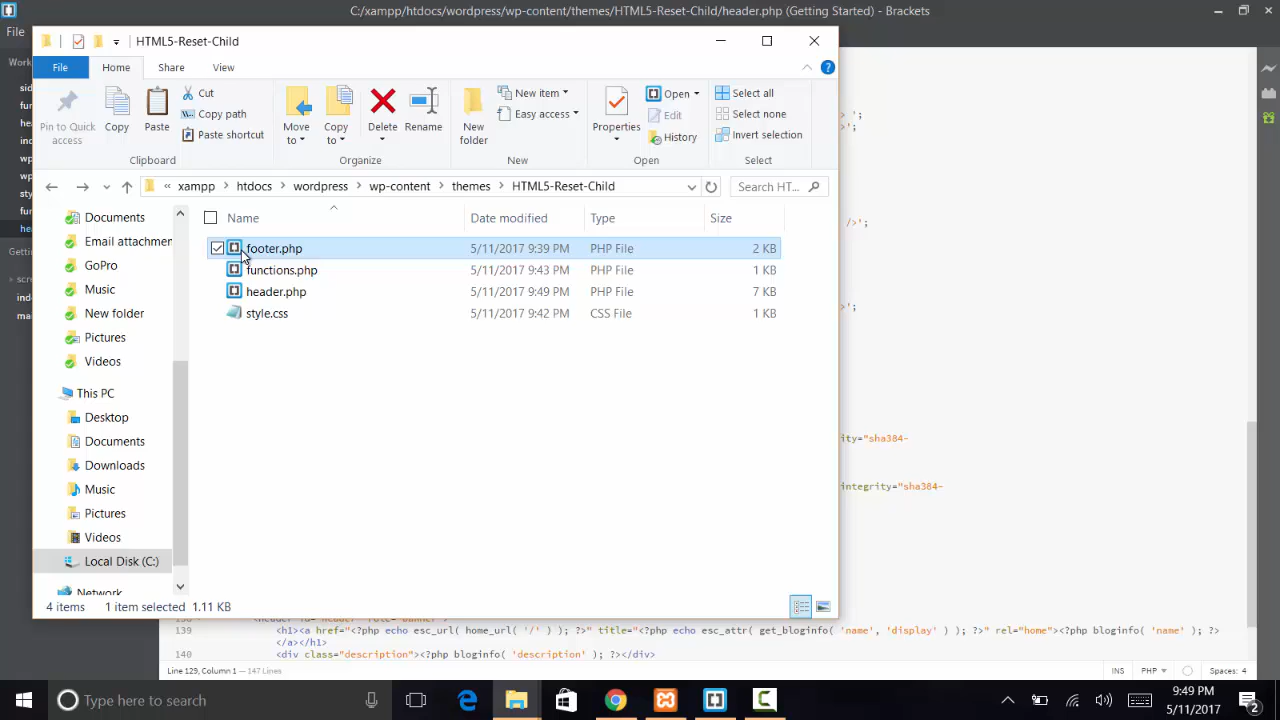 C:/xampp/htdocs/wordpress/wp-content/themes/HTML5-Reset-Child/header.php (Getting Started) - Brackets
File
HTML5-Reset-Child
File Home Share View
Pin to Quick access
Copy
Paste
Cut
Copy path
Paste shortcut
Clipboard
Move to
Copy to
Delete
Rename
Organize
New folder
New item
Easy access
New
Properties
Open
Edit
History
Open
Select all
Select none
Invert selection
Select
« xampp htdocs wordpress wp-content themes HTML5-Reset-Child
Search HT...
Documents
Email attachmen
GoPro
Music
New folder
Pictures
Videos
This PC
Desktop
Documents
Downloads
Music
Pictures
Videos
Local Disk (C:)
Network
Name Date modified Type Size
footer.php 5/11/2017 9:39 PM PHP File 2 KB
functions.php 5/11/2017 9:43 PM PHP File 1 KB
header.php 5/11/2017 9:49 PM PHP File 7 KB
style.css 5/11/2017 9:42 PM CSS File 1 KB
4 items 1 item selected 1.11 KB
> ';
>';
/>';
>';
ity="sha384-
integrity="sha384-
139 <h1><a href="<?php echo esc_url( home_url( '/' ) ); ?>" title="<?php echo esc_attr( get_bloginfo( 'name', 'display' ) ); ?>" rel="home"><?php bloginfo( 'name' ); ?>
</a></h1>
140 <div class="description"><?php bloginfo( 'description' ); ?></div>
Line 129, Column 1 — 147 Lines
INS PHP Spaces: 4
Type here to search
9:49 PM
5/11/2017
2